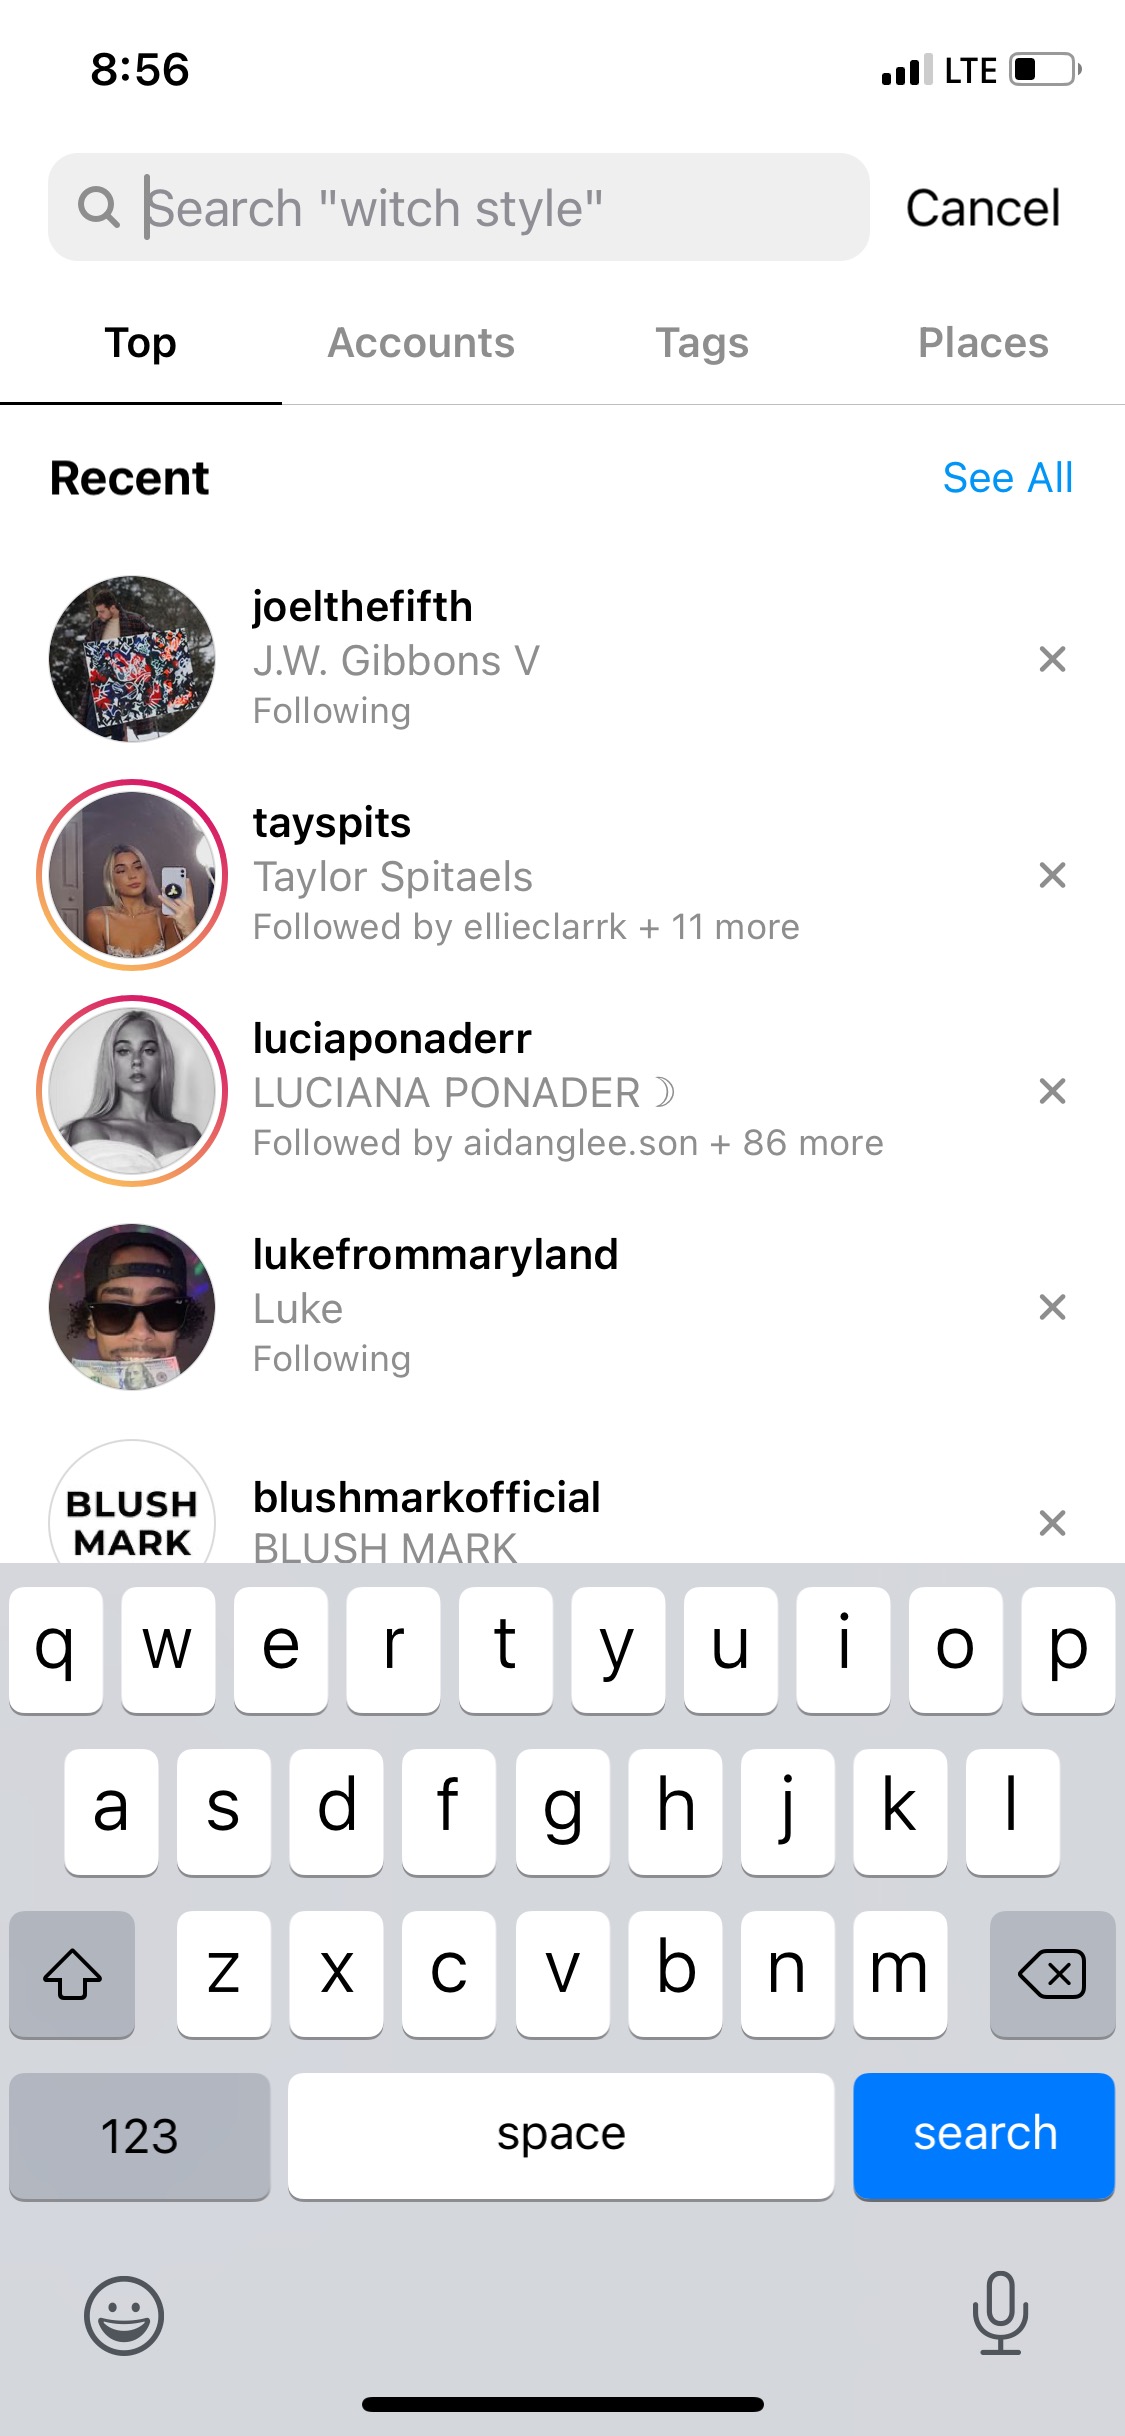 8:56 LTE
Search "witch style" Cancel
Top Accounts Tags Places
Recent See All
joelthefifth
J.W. Gibbons V
Following
tayspits
Taylor Spitaels
Followed by ellieclarrk + 11 more
luciaponaderr
LUCIANA PONADER ☽
Followed by aidanglee.son + 86 more
lukefrommaryland
Luke
Following
BLUSH
MARK
blushmarkofficial
BLUSH MARK
q w e r t y u i o p
a s d f g h j k l
z x c v b n m
123 space search